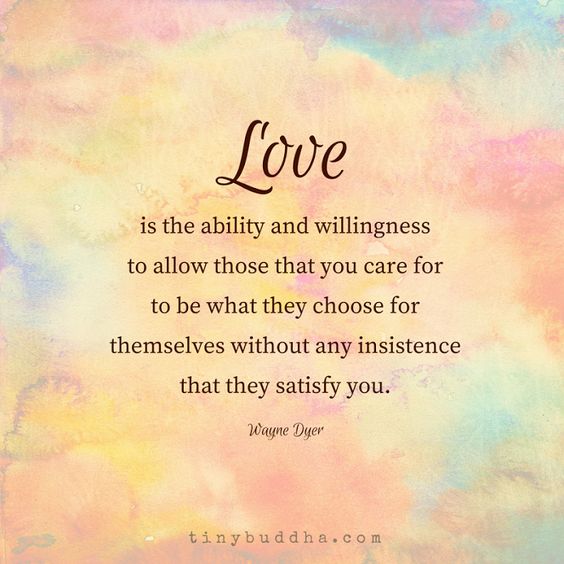 Love
is the ability and willingness
to allow those that you care for
to be what they choose for
themselves without any insistence
that they satisfy you.
Wayne Dyer
tinybuddha.com